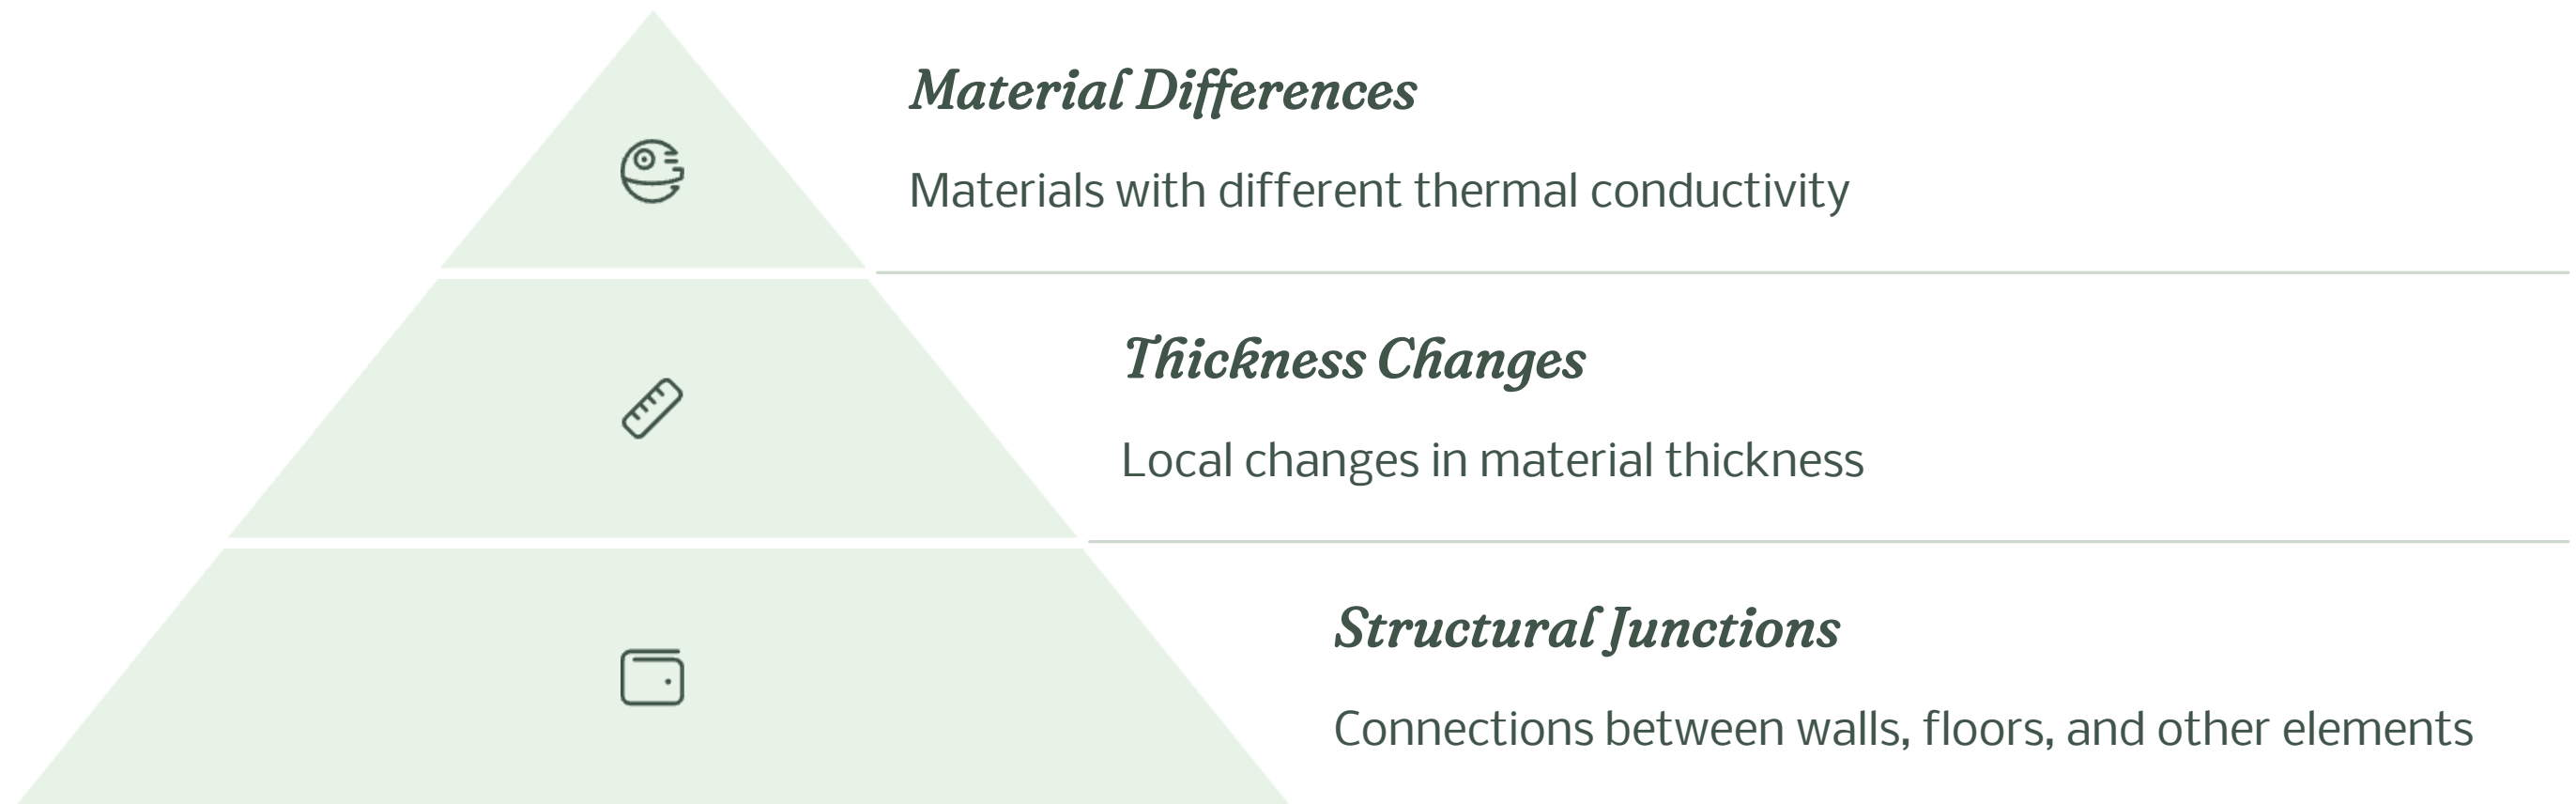 Material Differences
Materials with different thermal conductivity
Thickness Changes
Local changes in material thickness
Structural Junctions
Connections between walls, floors, and other elements